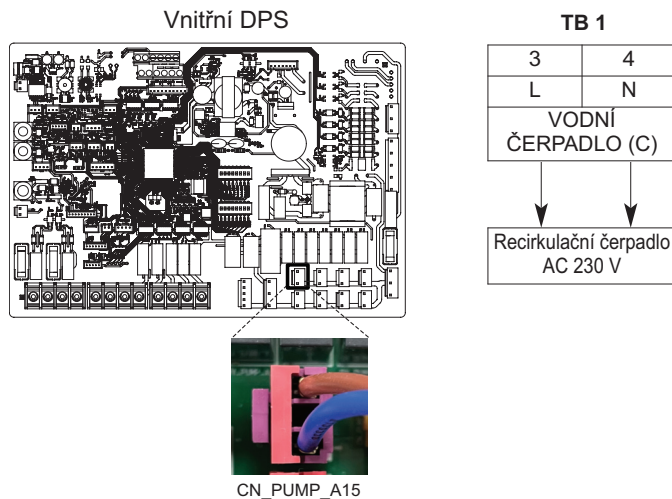 Vnitřní DPS
TB 1
3 4
L N
VODNÍ
ČERPADLO (C)
Recirkulační čerpadlo
AC 230 V
CN_PUMP_A15